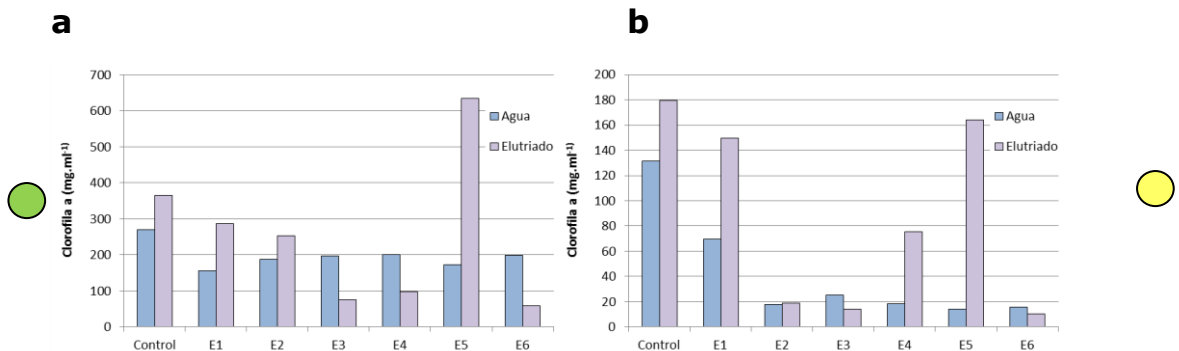 a
b
Clorofila a (mg.ml-1)
700
600
500
400
300
200
100
0
Agua
Elutriado
Control E1 E2 E3 E4 E5 E6
Clorofila a (mg.ml-1)
200
180
160
140
120
100
80
60
40
20
0
Agua
Elutriado
Control E1 E2 E3 E4 E5 E6